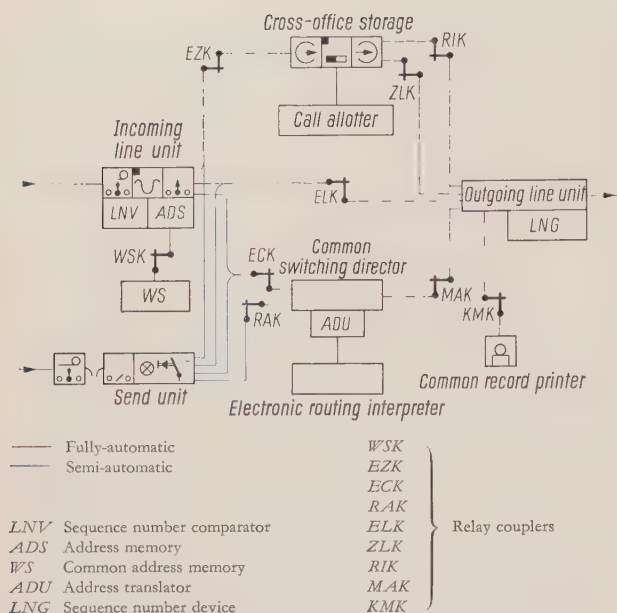 Cross-office storage
EZK
RIK
ZLK
Call allotter
Incoming line unit
LNV ADS
ELK
Outgoing line unit
LNG
WSK
WS
ECK
Common switching director
RAK
ADU
MAK
KMK
Send unit
Electronic routing interpreter
Common record printer
Fully-automatic
Semi-automatic
LNV Sequence number comparator
ADS Address memory
WS Common address memory
ADU Address translator
LNG Sequence number device
WSK
EZK
ECK
RAK
ELK
ZLK
RIK
MAK
KMK
Relay couplers